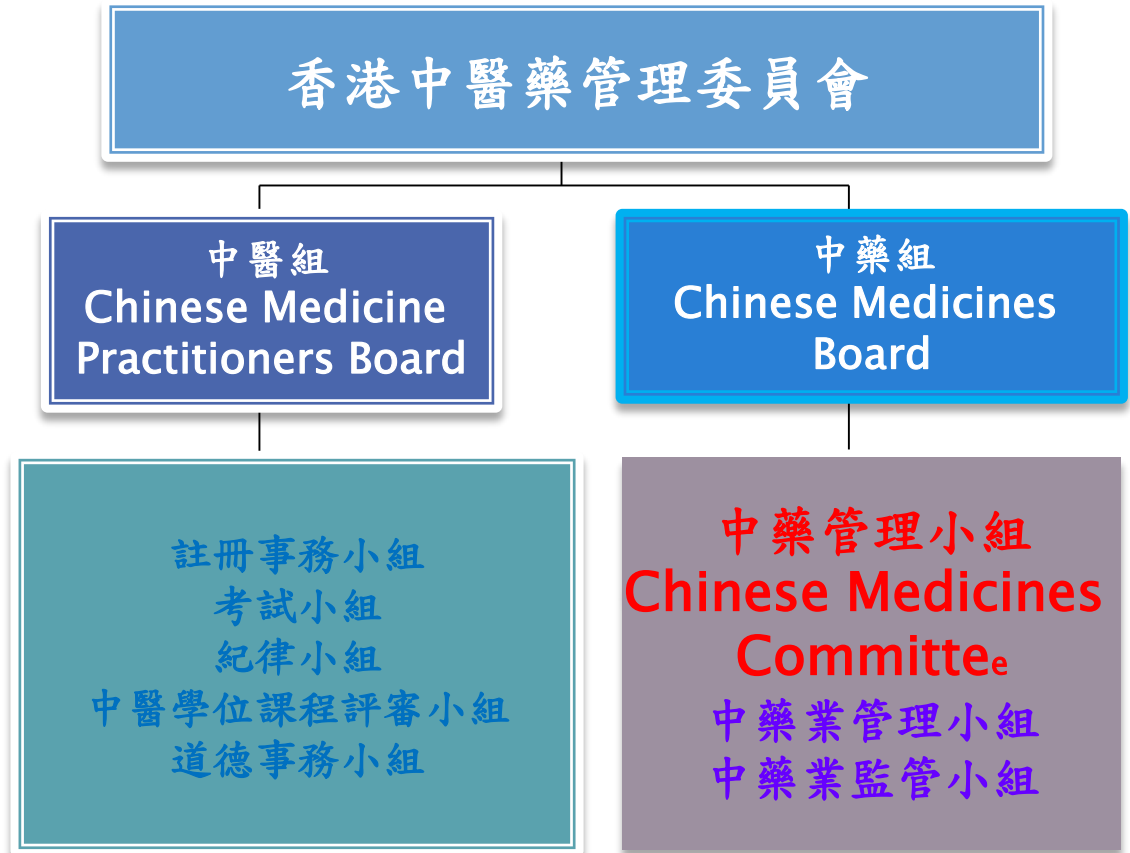 香港中醫藥管理委員會
中醫組
Chinese Medicine
Practitioners Board
中藥組
Chinese Medicines
Board
註冊事務小組
考試小組
紀律小組
中醫學位課程評審小組
道德事務小組
中藥管理小組
Chinese Medicines
Committee
中藥業管理小組
中藥業監管小組